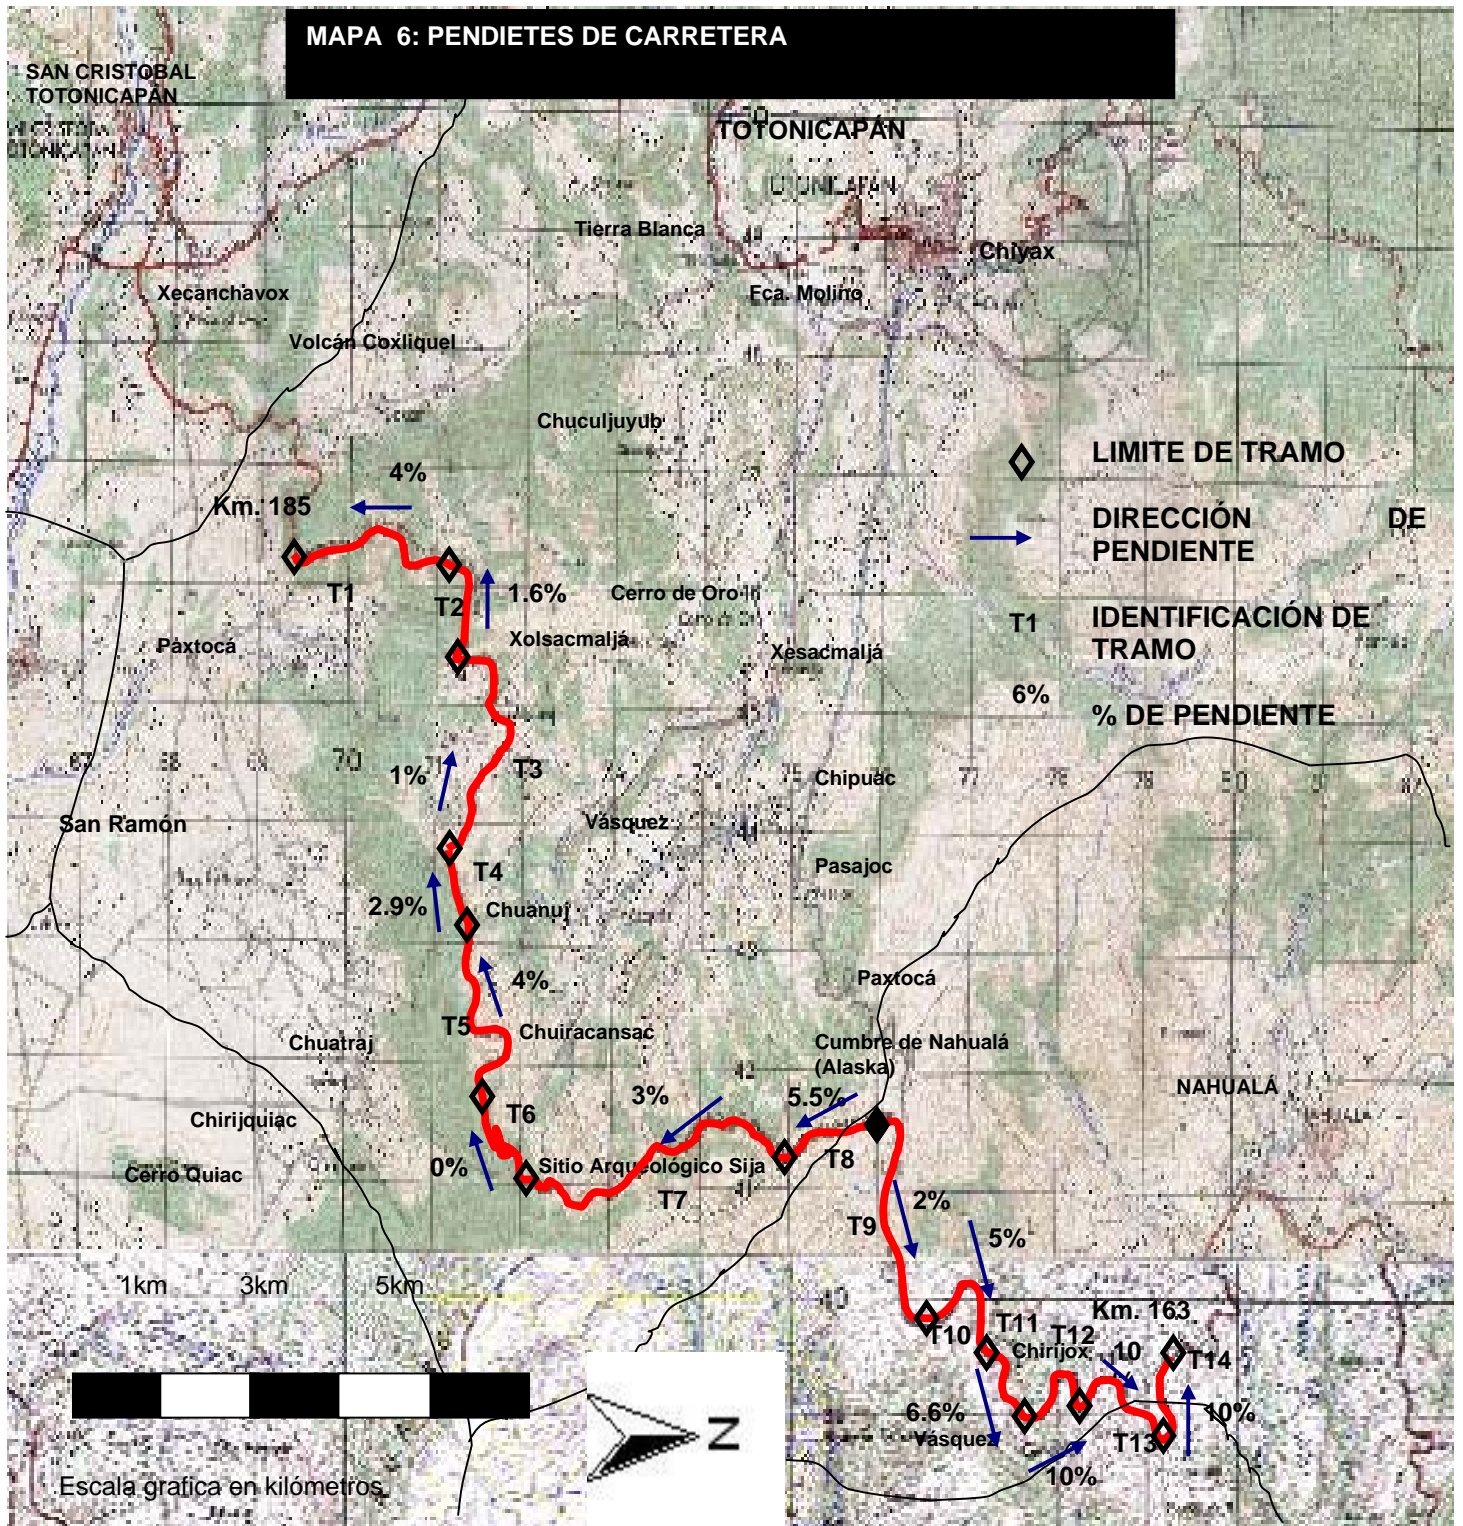 MAPA 6: PENDIETES DE CARRETERA
SAN CRISTOBAL
TOTONICAPÁN
TOTONICAPÁN
Tierra Blanca
Chiyax
Xecanchavox
Fca. Molino
Volcán Coxliquel
Chuculjuyub
4%
Km. 185
LIMITE DE TRAMO
DIRECCIÓN DE
PENDIENTE
T1
T2
1.6%
Cerro de Oro
T1
IDENTIFICACIÓN DE
TRAMO
Paxtocá
Xolsacmaljá
Xesacmaljá
6%
% DE PENDIENTE
70
75
77
1%
T3
Chipuac
San Ramón
Vásquez
Pasajoc
T4
2.9%
Chuanuj
4%
Paxtocá
T5
Chuiracansac
Chuatraj
Cumbre de Nahualá
(Alaska)
NAHUALÁ
3%
5.5%
Chirijquiac
T6
0%
Sitio Arqueológico Sija
T8
Cerro Quiac
T7
2%
T9
5%
1km 3km 5km
Km. 163
T10
T11
T12
Chirijox
10
T14
6.6%
Vásquez
10%
T13
10%
N
Escala grafica en kilómetros